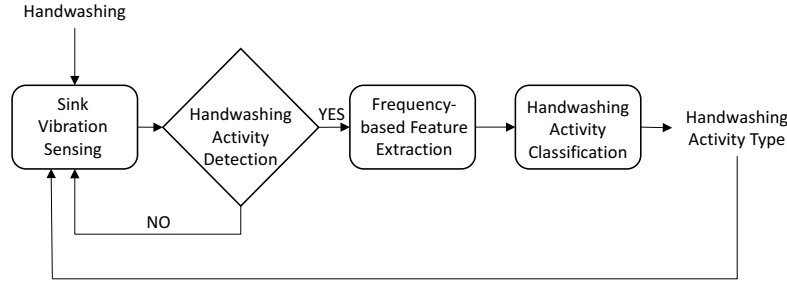 Handwashing
Sink
Vibration
Sensing
Handwashing
Activity
Detection
YES
Frequency-
based Feature
Extraction
Handwashing
Activity
Classification
Handwashing
Activity Type
NO